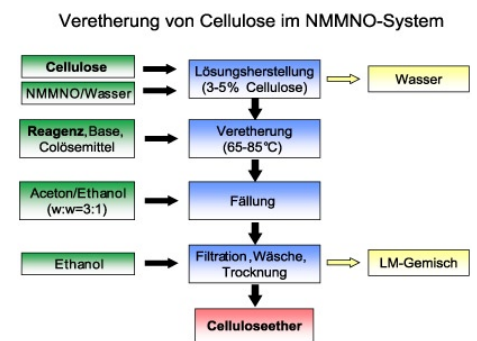 Veretherung von Cellulose im NMMNO-System
Cellulose
NMMNO/Wasser
Lösungsherstellung
(3-5% Cellulose)
Wasser
Reagenz,Base,
Colösemittel
Veretherung
(65-85°C)
Aceton/Ethanol
(w:w=3:1)
Fällung
Ethanol
Filtration,Wäsche,
Trocknung
LM-Gemisch
Celluloseether